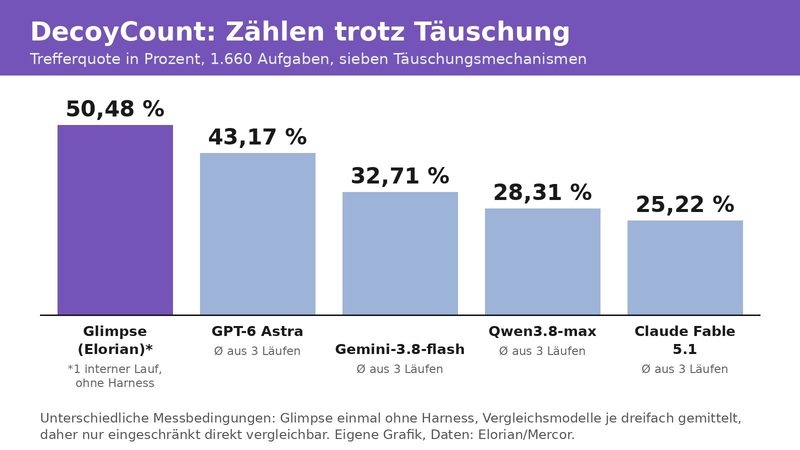 DecoyCount: Zählen trotz Täuschung
Trefferquote in Prozent, 1.660 Aufgaben, sieben Täuschungsmechanismen
50,48 %
43,17 %
32,71 %
28,31 %
25,22 %
Glimpse
(Elorian)*
*1 interner Lauf,
ohne Harness
GPT-6 Astra
Ø aus 3 Läufen
Gemini-3.8-flash
Ø aus 3 Läufen
Qwen3.8-max
Ø aus 3 Läufen
Claude Fable
5.1
Ø aus 3 Läufen
Unterschiedliche Messbedingungen: Glimpse einmal ohne Harness, Vergleichsmodelle je dreifach gemittelt,
daher nur eingeschränkt direkt vergleichbar. Eigene Grafik, Daten: Elorian/Mercor.